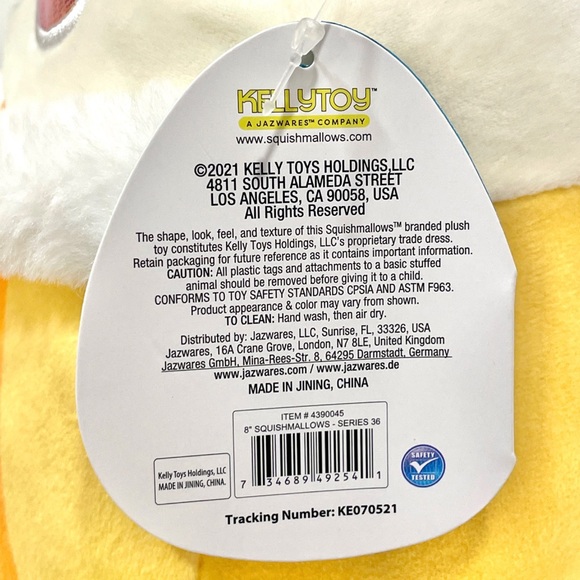 KELLYTOY™
A JAZWARES™ COMPANY
www.squishmallows.com
©2021 KELLY TOYS HOLDINGS,LLC
4811 SOUTH ALAMEDA STREET
LOS ANGELES, CA 90058, USA
All Rights Reserved
The shape, look, feel, and texture of this Squishmallows™ branded plush
toy constitutes Kelly Toys Holdings, LLC's proprietary trade dress.
Retain packaging for future reference as it contains important information.
CAUTION: All plastic tags and attachments to a basic stuffed
animal should be removed before giving it to a child.
CONFORMS TO TOY SAFETY STANDARDS CPSIA AND ASTM F963.
Product appearance & color may vary from shown.
TO CLEAN: Hand wash, then air dry.
Distributed by: Jazwares, LLC, Sunrise, FL, 33326, USA
Jazwares, 16A Crane Grove, London, N7 8LE, United Kingdom
Jazwares GmbH, Mina-Rees-Str. 8, 64295 Darmstadt, Germany
www.jazwares.com / www.jazwares.de
MADE IN JINING, CHINA
ITEM # 4390045
8" SQUISHMALLOWS - SERIES 36
7 34689 49254 1
Kelly Toys Holdings, LLC
MADE IN JINING, CHINA.
SAFETY
TESTED
Tracking Number: KE070521